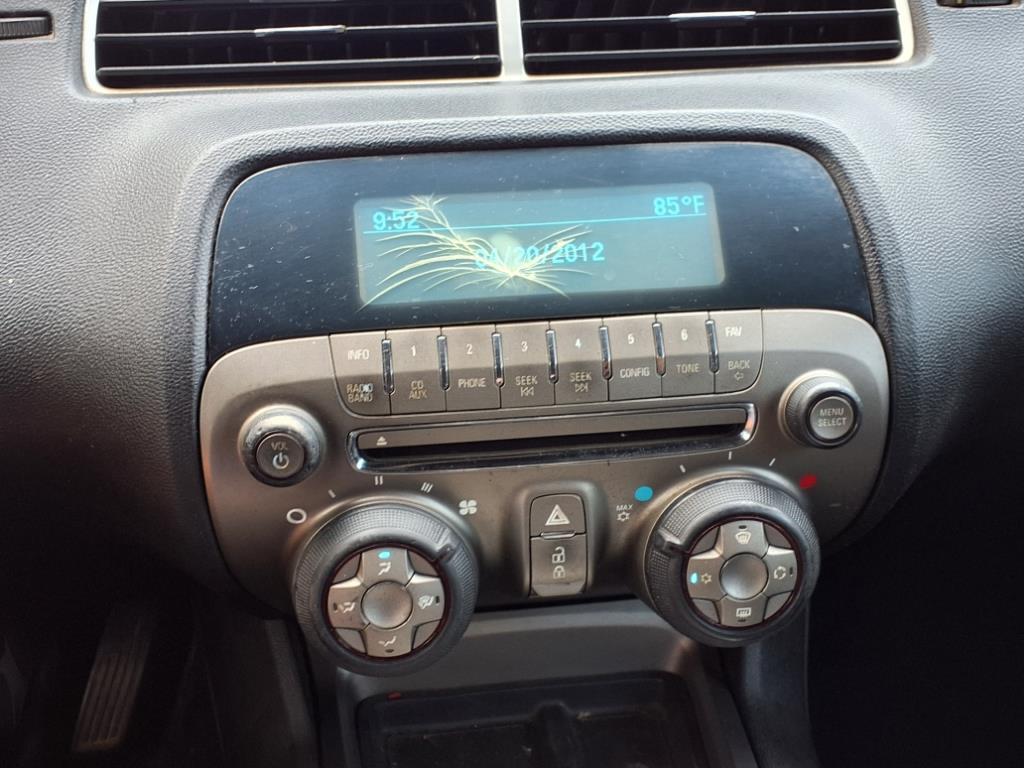 9:52 85°F
04/20/2012
INFO 1 2 3 4 5 6 FAV
RADIO BAND CD AUX PHONE SEEK SEEK CONFIG TONE BACK
VOL
MENU
SELECT
MAX